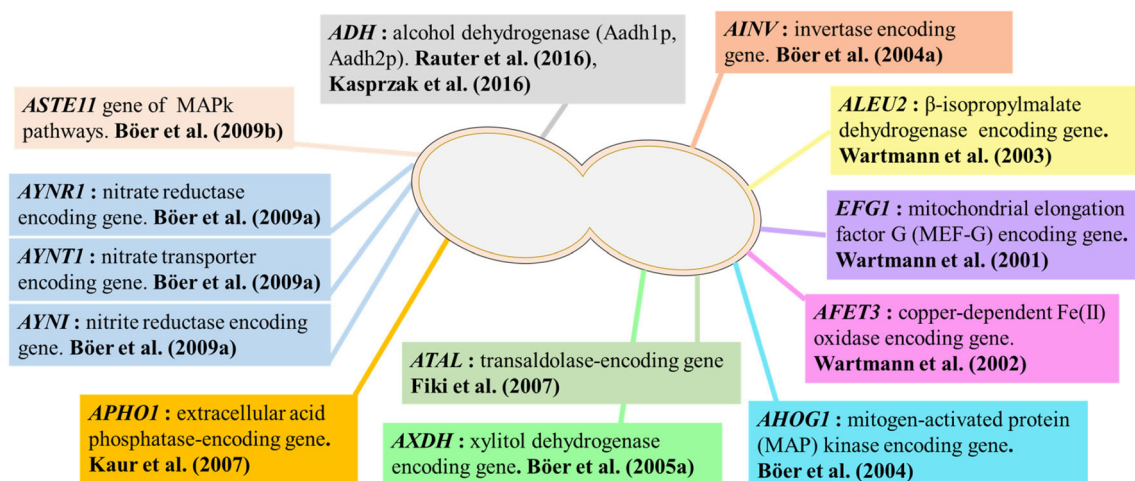 ADH : alcohol dehydrogenase (Aadh1p,
Aadh2p). Rauter et al. (2016),
Kasprzak et al. (2016)
AINV : invertase encoding
gene. Böer et al. (2004a)
ASTE11 gene of MAPk
pathways. Böer et al. (2009b)
ALEU2 : β-isopropylmalate
dehydrogenase encoding gene.
Wartmann et al. (2003)
AYNR1 : nitrate reductase
encoding gene. Böer et al. (2009a)
EFG1 : mitochondrial elongation
factor G (MEF-G) encoding gene.
Wartmann et al. (2001)
AYNT1 : nitrate transporter
encoding gene. Böer et al. (2009a)
AYNI : nitrite reductase encoding
gene. Böer et al. (2009a)
AFET3 : copper-dependent Fe(II)
oxidase encoding gene.
Wartmann et al. (2002)
ATAL : transaldolase-encoding gene
Fiki et al. (2007)
APHO1 : extracellular acid
phosphatase-encoding gene.
Kaur et al. (2007)
AXDH : xylitol dehydrogenase
encoding gene. Böer et al. (2005a)
AHOG1 : mitogen-activated protein
(MAP) kinase encoding gene.
Böer et al. (2004)